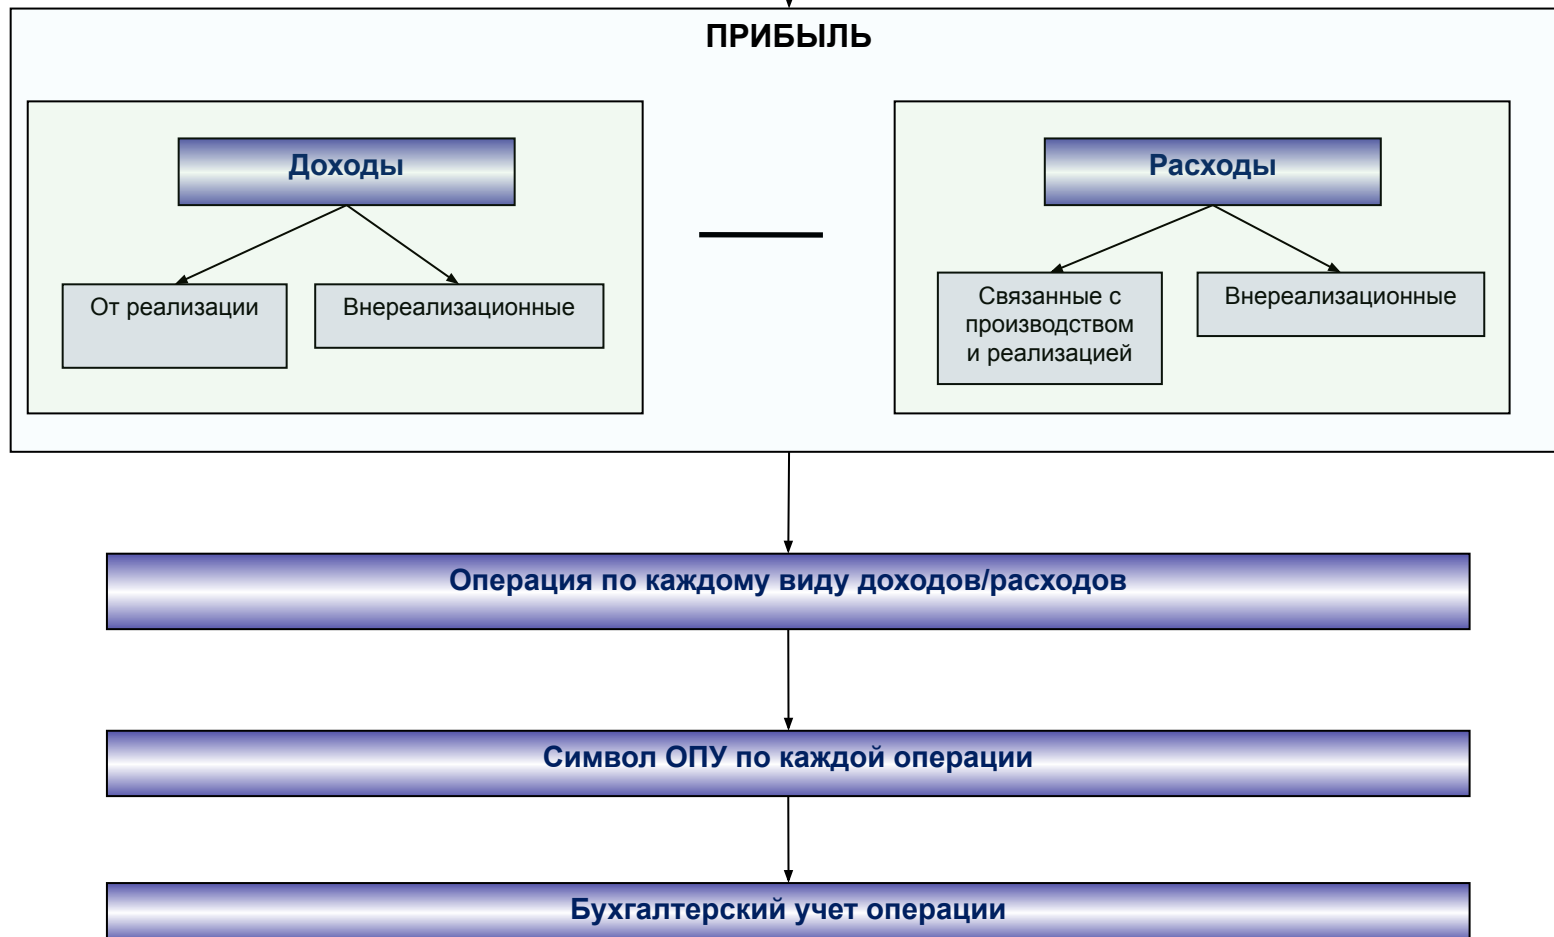 ПРИБЫЛЬ
Доходы
Расходы
От реализации
Внереализационные
Связанные с
производством
и реализацией
Внереализационные
Операция по каждому виду доходов/расходов
Символ ОПУ по каждой операции
Бухгалтерский учет операции